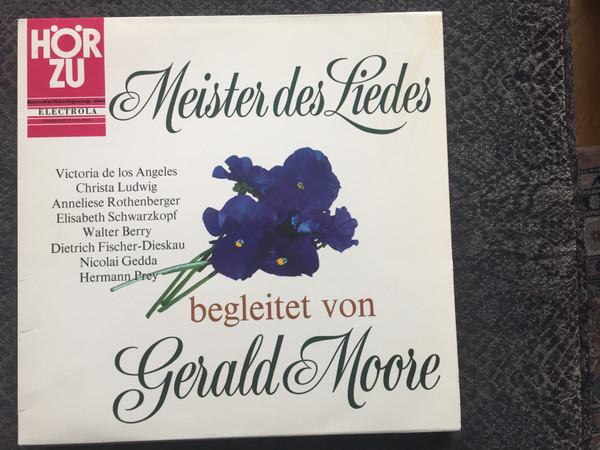 HÖR
ZU
ELECTROLA
Meister des Liedes
Victoria de los Angeles
Christa Ludwig
Anneliese Rothenberger
Elisabeth Schwarzkopf
Walter Berry
Dietrich Fischer-Dieskau
Nicolai Gedda
Hermann Prey
begleitet von
Gerald Moore